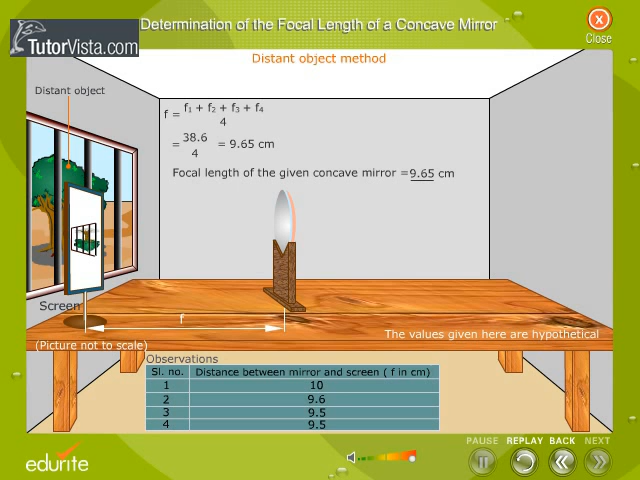 Determination of the Focal Length of a Concave Mirror
TutorVista.com
Close
Distant object method
Distant object
f = f₁ + f₂ + f₃ + f₄
4
= 38.6 = 9.65 cm
4
Focal length of the given concave mirror = 9.65 cm
Screen
f
The values given here are hypothetical
(Picture not to scale)
Observations
Sl. no. Distance between mirror and screen ( f in cm)
1 10
2 9.6
3 9.5
4 9.5
PAUSE REPLAY BACK NEXT
edurite